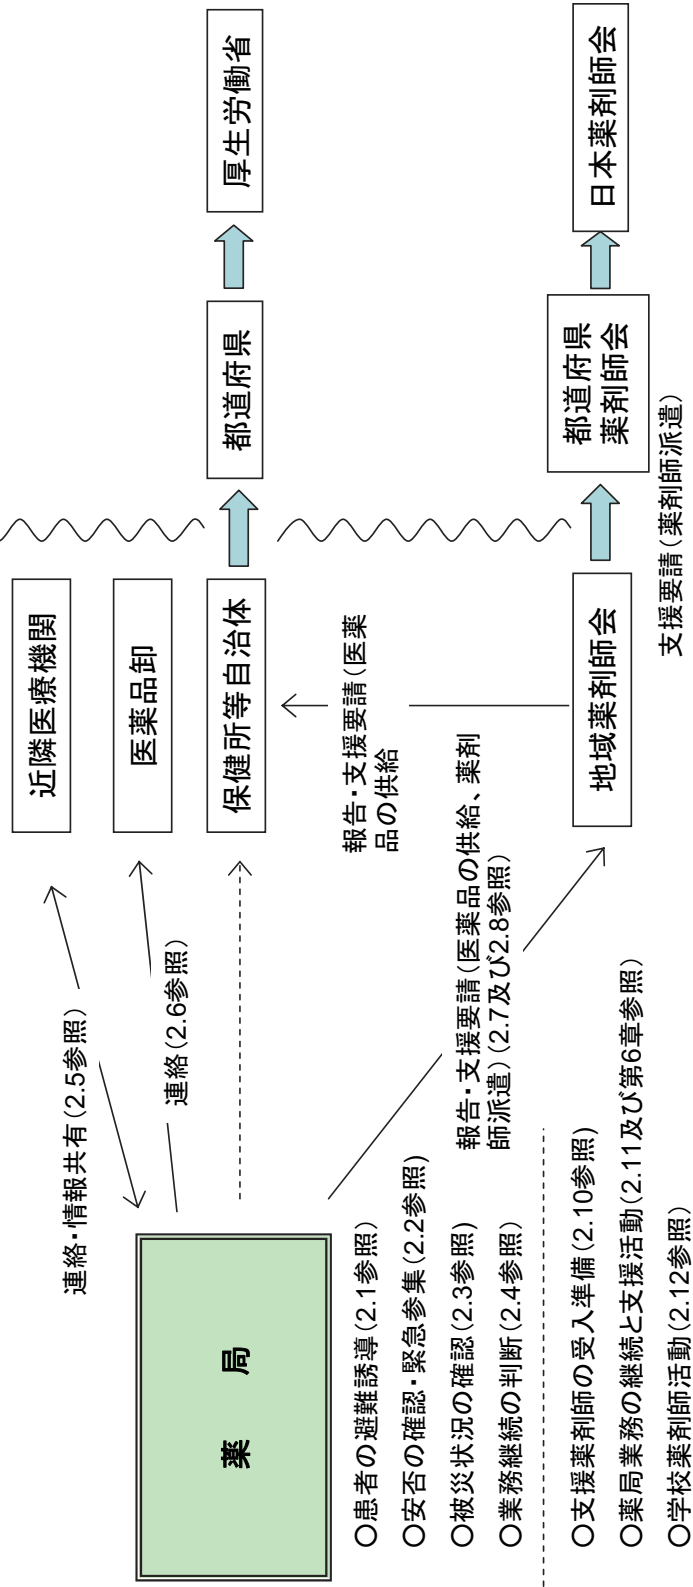 連絡・情報共有(2.5参照)
近隣医療機関
連絡(2.6参照)
医薬品卸
薬　局
保健所等自治体
都道府県
厚生労働省
報告・支援要請(医薬
品の供給
○患者の避難誘導(2.1参照)
○安否の確認・緊急参集(2.2参照)
○被災状況の確認(2.3参照)
○業務継続の判断(2.4参照)
報告・支援要請(医薬品の供給、薬剤
師派遣)(2.7及び2.8参照)
地域薬剤師会
都道府県
薬剤師会
日本薬剤師会
支援要請(薬剤師派遣)
○支援薬剤師の受入準備(2.10参照)
○薬局業務の継続と支援活動(2.11及び第6章参照)
○学校薬剤師活動(2.12参照)